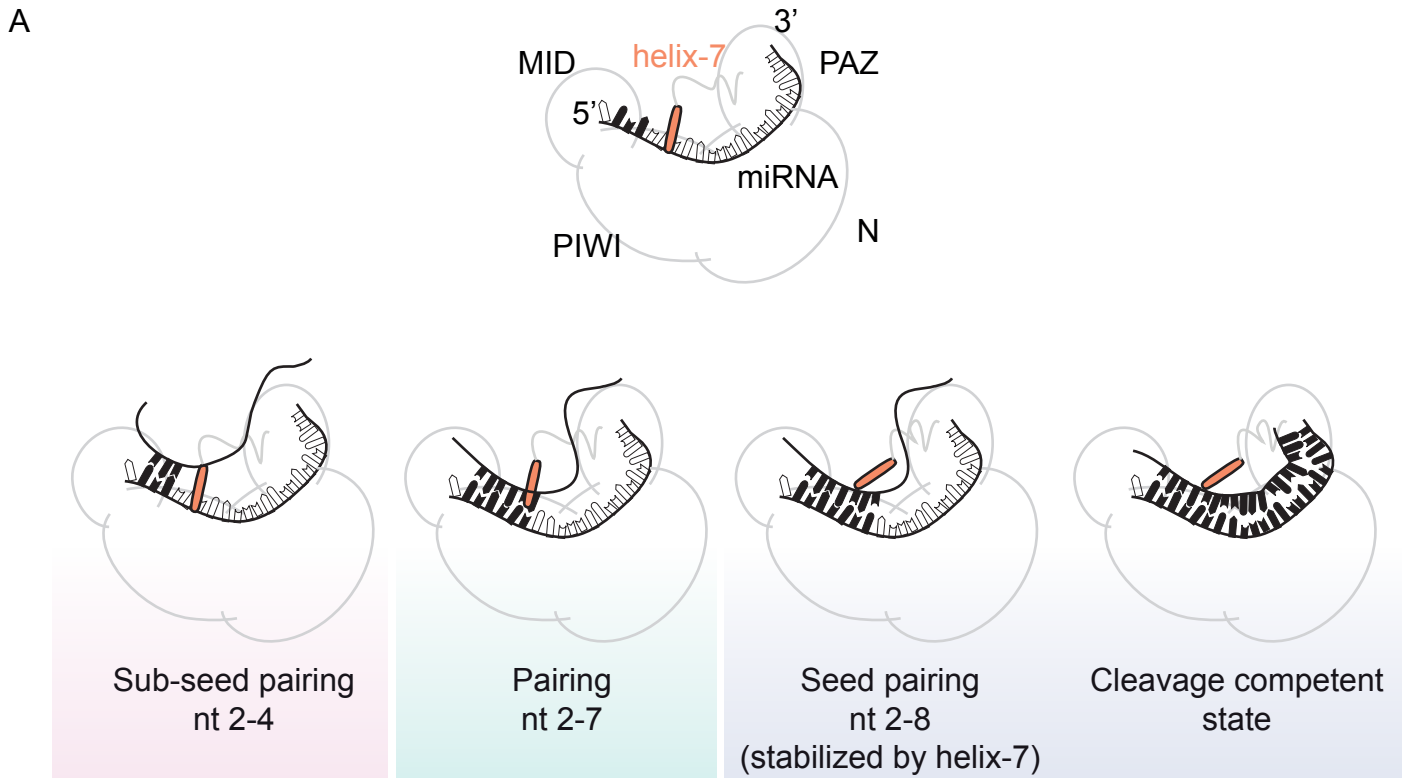 A
3’
MID
helix-7
PAZ
5’
miRNA
N
PIWI
Sub-seed pairing
nt 2-4
Pairing
nt 2-7
Seed pairing
nt 2-8
(stabilized by helix-7)
Cleavage competent
state